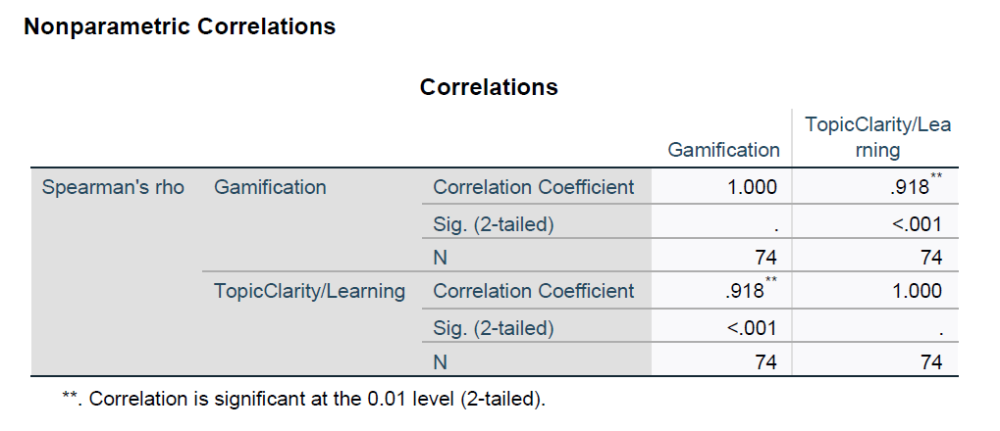 Nonparametric Correlations
Correlations
Gamification TopicClarity/Lea
rning
Spearman's rho Gamification Correlation Coefficient 1.000 .918**
Sig. (2-tailed) . <.001
N 74 74
TopicClarity/Learning Correlation Coefficient .918** 1.000
Sig. (2-tailed) <.001 .
N 74 74
**. Correlation is significant at the 0.01 level (2-tailed).